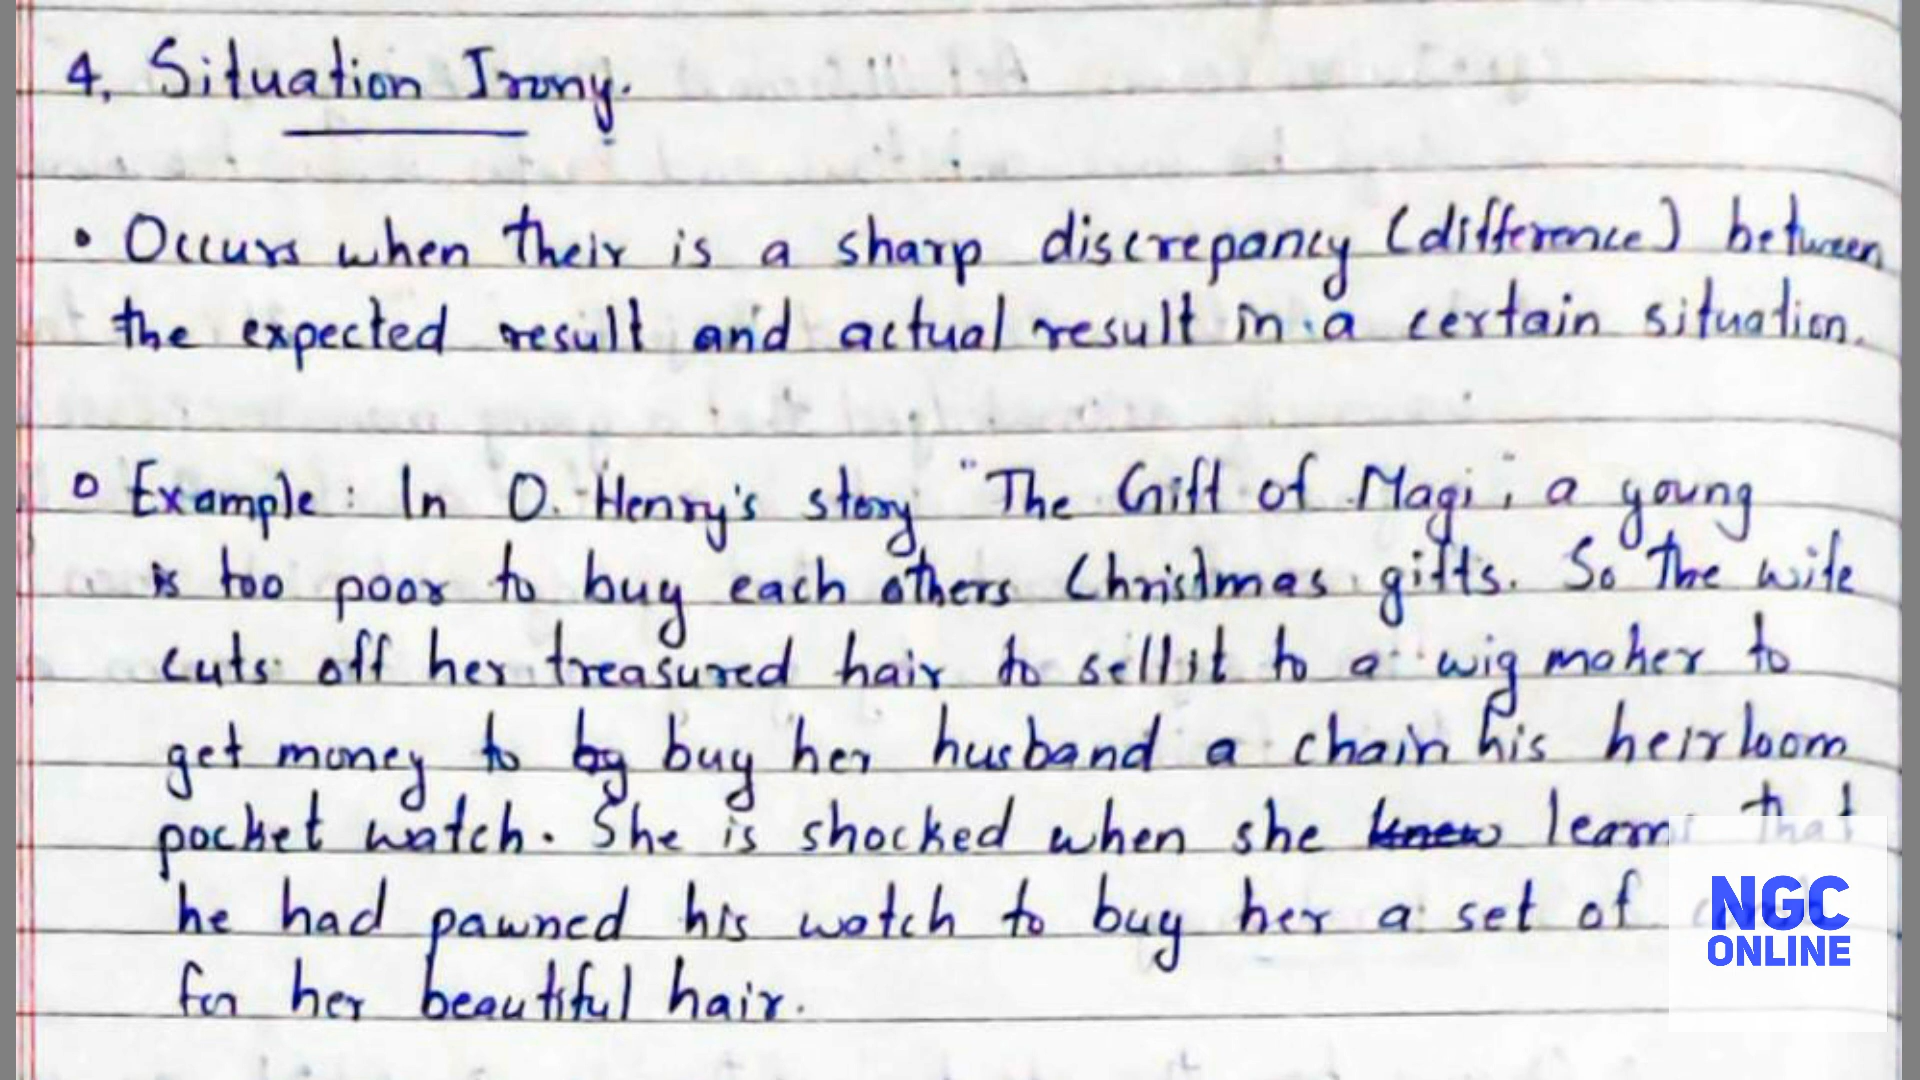 4. Situation Irony.
• Occurs when their is a sharp discrepancy (difference) between
the expected result and actual result in a certain situation.
o Example: In O. Henry's story "The Gift of Magi", a young
is too poor to buy each others Christmas gifts. So the wife
cuts off her treasured hair to sell it to a wig maker to
get money to by buy her husband a chain his heirloom
pocket watch. She is shocked when she knew learns that
he had pawned his watch to buy her a set of
for her beautiful hair.
NGC
ONLINE